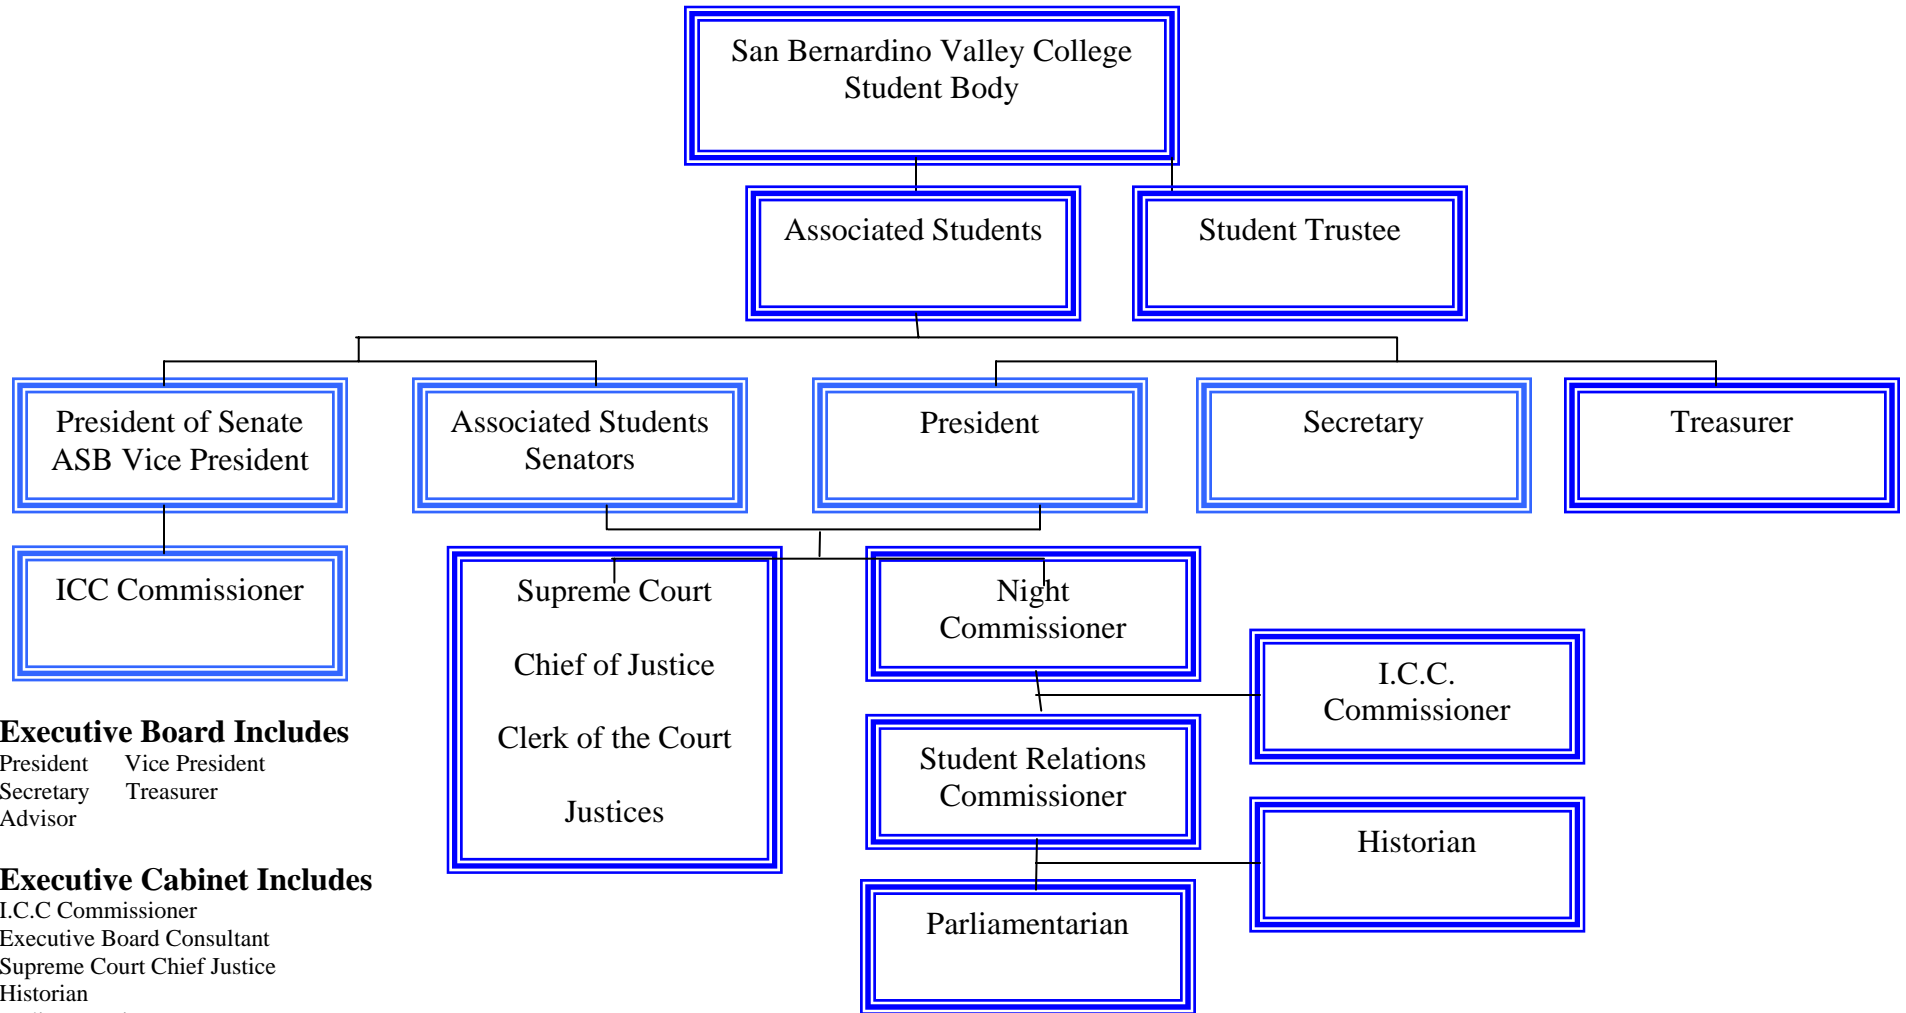 San Bernardino Valley College
Student Body
Associated Students
Student Trustee
President of Senate
ASB Vice President
Associated Students
Senators
President
Secretary
Treasurer
ICC Commissioner
Supreme Court
Chief of Justice
Clerk of the Court
Justices
Night
Commissioner
I.C.C.
Commissioner
Student Relations
Commissioner
Historian
Parliamentarian
Executive Board Includes
President Vice President
Secretary Treasurer
Advisor
Executive Cabinet Includes
I.C.C Commissioner
Executive Board Consultant
Supreme Court Chief Justice
Historian